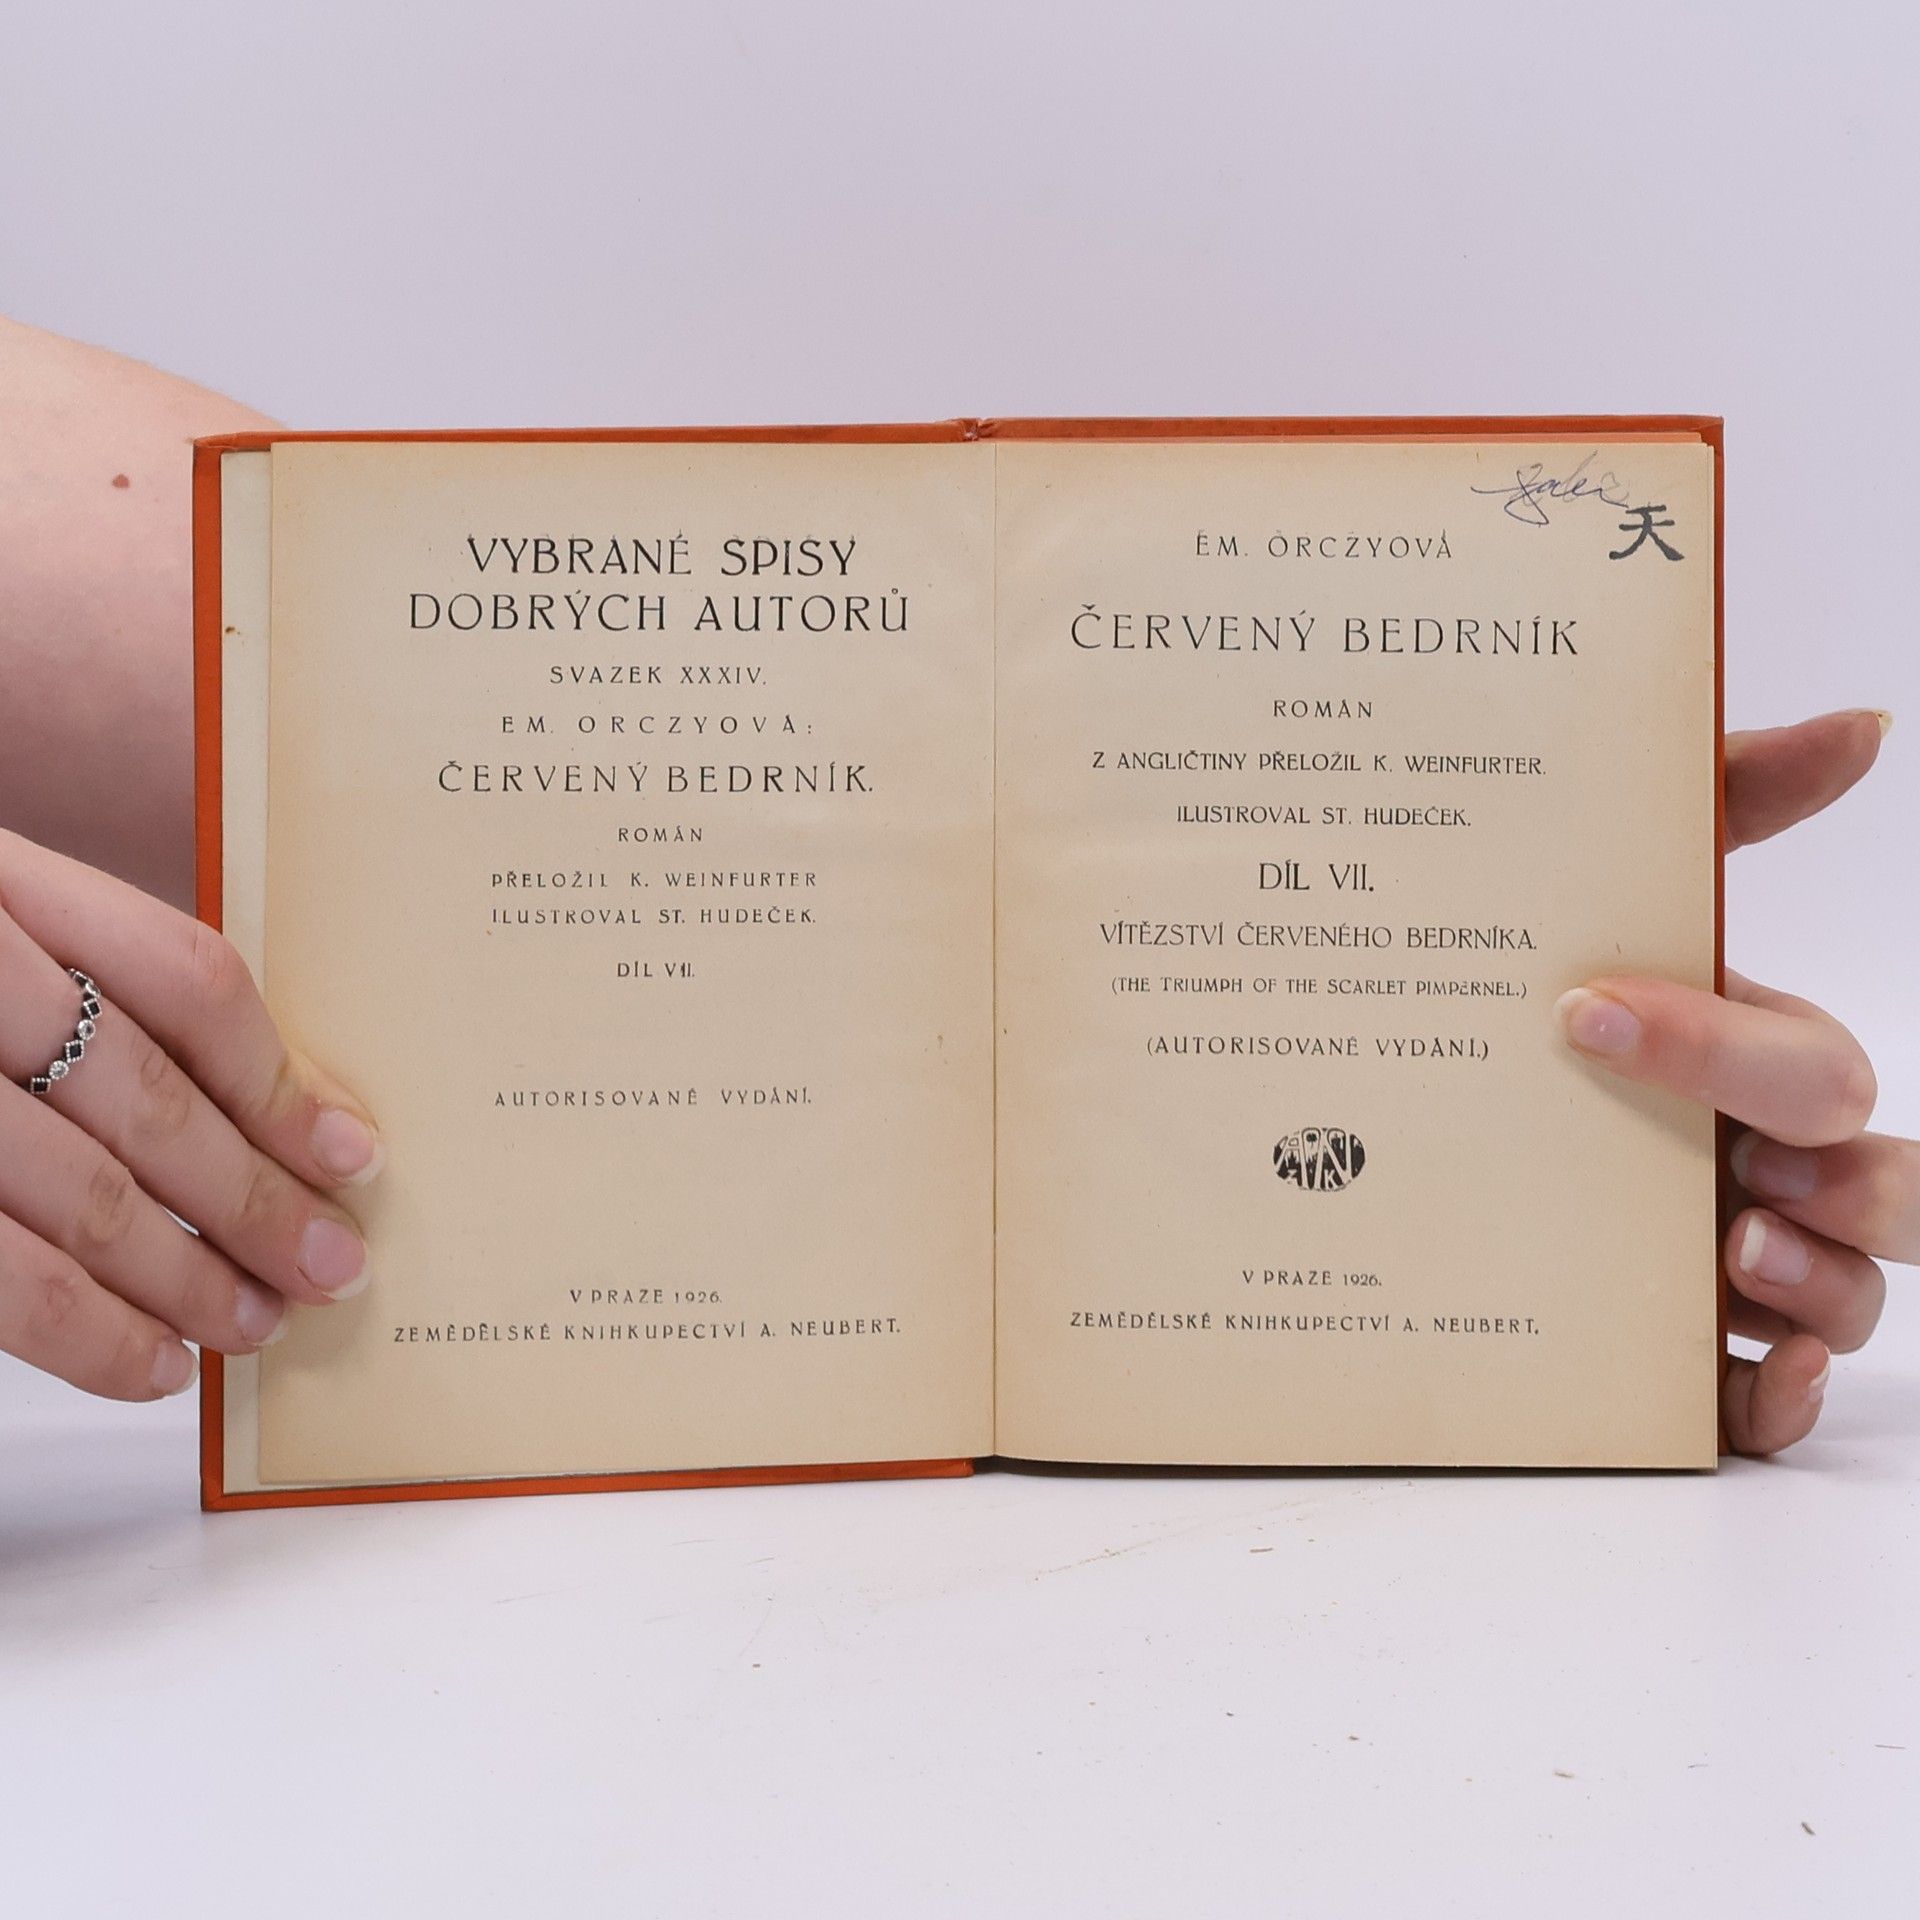 VYBRANÉ SPISY
DOBRÝCH AUTORŮ
SVAZEK XXXIV.
EM. ORCZYOVÁ:
ČERVENÝ BEDRNÍK.
ROMÁN
PŘELOŽIL K. WEINFURTER
ILUSTROVAL ST. HUDEČEK.
DÍL VII.
AUTORISOVANÉ VYDÁNÍ.
V PRAZE 1926.
ZEMĚDĚLSKÉ KNIHKUPECTVÍ A. NEUBERT.
天
EM. ORCZYOVÁ
ČERVENÝ BEDRNÍK
ROMÁN
Z ANGLIČTINY PŘELOŽIL K. WEINFURTER.
ILUSTROVAL ST. HUDEČEK.
DÍL VII.
VÍTĚZSTVÍ ČERVENÉHO BEDRNÍKA.
(THE TRIUMPH OF THE SCARLET PIMPERNEL.)
(AUTORISOVANÉ VYDÁNÍ.)
V PRAZE 1926.
ZEMĚDĚLSKÉ KNIHKUPECTVÍ A. NEUBERT.